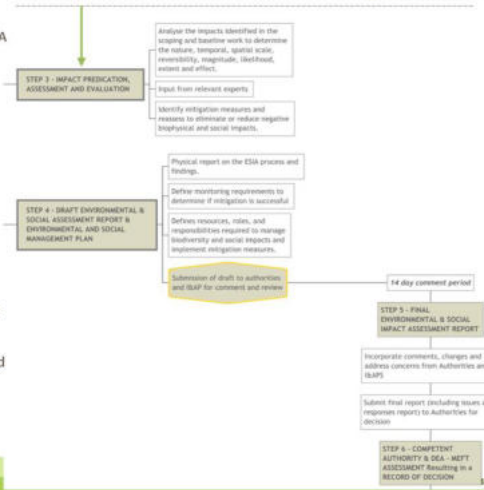 A
Analyse the impacts identified in the
scoping and baseline work to determine
the nature, temporal, spatial scale,
reversibility, magnitude, likelihood,
extent and effect.
STEP 3 - IMPACT PREDICATION,
ASSESSMENT AND EVALUATION
Input from relevant experts
Identify mitigation measures and
reassess to eliminate or reduce negative
biophysical and social impacts.
Physical report on the ESIA process and
findings.
Define monitoring requirements to
determine if mitigation is successful
STEP 4 - DRAFT ENVIRONMENTAL &
SOCIAL ASSESSMENT REPORT &
ENVIRONMENTAL AND SOCIAL
MANAGEMENT PLAN
Defines resources, roles, and
responsibilities required to manage
biodiversity and social impacts and
implement mitigation measures.
Submission of draft to authorities
and I&AP for comment and review
14 day comment period
STEP 5 - FINAL
ENVIRONMENTAL & SOCIAL
IMPACT ASSESSMENT REPORT
d
Incorporate comments, changes and
address concerns from Authorities an
I&APS
Submit final report (including issues
responses report) to Authorities for
decision
STEP 6 - COMPETENT
AUTHORITY & DEA - MEFT
ASSESSMENT Resulting in a
RECORD OF DECISION